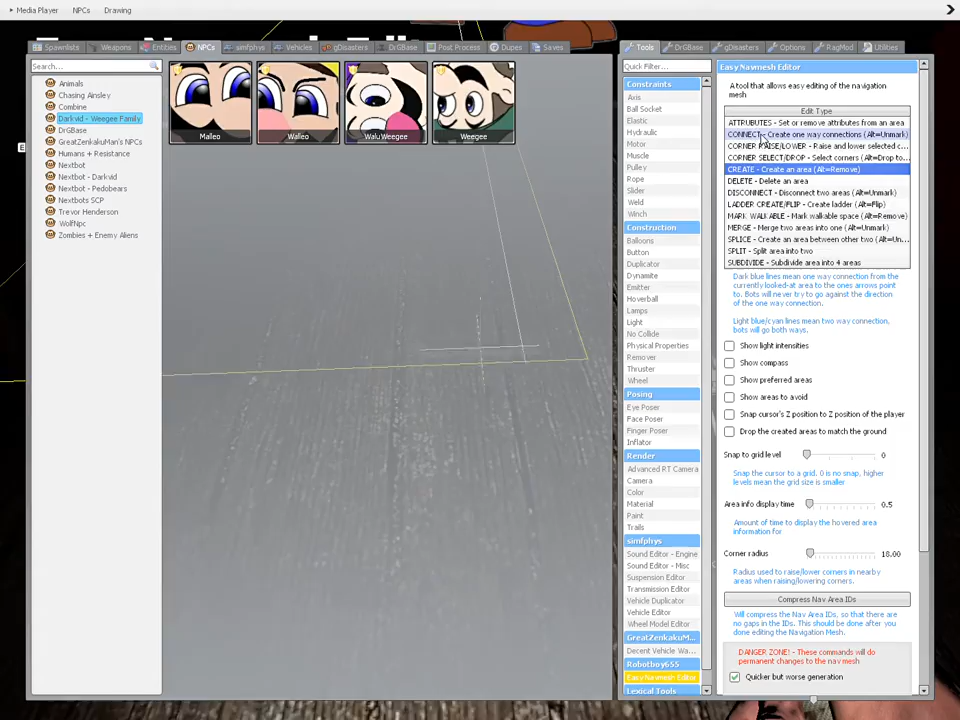 Media Player NPCs Drawing
Spawnlists Weapons Entities NPCs simfphys Vehicles gDisasters DrGBase Post Process Dupes Saves
Search...
Animals
Chasing Ainsley
Combine
Darkvid - Weegee Family
DrGBase
GreatZenkakuMan's NPCs
Humans + Resistance
Nextbot
Nextbot - Darkvid
Nextbot - Pedobears
Nextbots SCP
Trevor Henderson
WolfNpc
Zombies + Enemy Aliens
Maleo
Waleo
WaluWeegee
Weegee
Tools DrGBase gDisasters Options RagMod Utilities
Quick Filter...
Constraints
Axis
Ball Socket
Elastic
Hydraulic
Motor
Muscle
Pulley
Rope
Slider
Weld
Winch
Construction
Balloons
Button
Duplicator
Dynamite
Emitter
Hoverball
Lamps
Light
No Collide
Physical Properties
Remover
Thruster
Wheel
Posing
Eye Poser
Face Poser
Finger Poser
Inflator
Render
Advanced RT Camera
Camera
Color
Material
Paint
Trails
simfphys
Sound Editor - Engine
Sound Editor - Misc
Suspension Editor
Transmission Editor
Vehicle Duplicator
Vehicle Editor
Wheel Model Editor
GreatZenkakuM...
Decent Vehicle Wa...
Robotboy655
Easy Navmesh Editor
Lexical Tools
Easy Navmesh Editor
A tool that allows easy editing of the navigation
mesh
Edit Type
ATTRUBUTES - Set or remove attributes from an area
CONNECT - Create one way connections (Alt=Unmark)
CORNER RAISE/LOWER - Raise and lower selected c...
CORNER SELECT/DROP - Select corners (Alt=Drop to...
CREATE - Create an area (Alt=Remove)
DELETE - Delete an area
DISCONNECT - Disconnect two areas (Alt=Unmark)
LADDER CREATE/FLIP - Create ladder (Alt=Flip)
MARK WALKABLE - Mark walkable space (Alt=Remove)
MERGE - Merge two areas into one (Alt=Unmark)
SPLICE - Create an area between other two (Alt=Un...
SPLIT - Split area into two
SUBDIVIDE - Subdivide area into 4 areas
Dark blue lines mean one way connection from the
currently looked-at area to the ones arrows point
to. Bots will never try to go against the direction
of the one way connection.
Light blue/cyan lines mean two way connection,
bots will go both ways.
Show light intensities
Show compass
Show preferred areas
Show areas to avoid
Snap cursor's Z position to Z position of the player
Drop the created areas to match the ground
Snap to grid level 0
Snap the cursor to a grid. 0 is no snap, higher
levels mean the grid size is smaller
Area info display time 0.5
Amount of time to display the hovered area
information for
Corner radius 18.00
Radius used to raise/lower corners in nearby
areas when raising/lowering corners.
Compress Nav Area IDs
Will compress the Nav Area IDs, so that there are
no gaps in the IDs. This should be done after you
done editing the Navigation Mesh.
DANGER ZONE! - These commands will do
permanent changes to the nav mesh
Quicker but worse generation